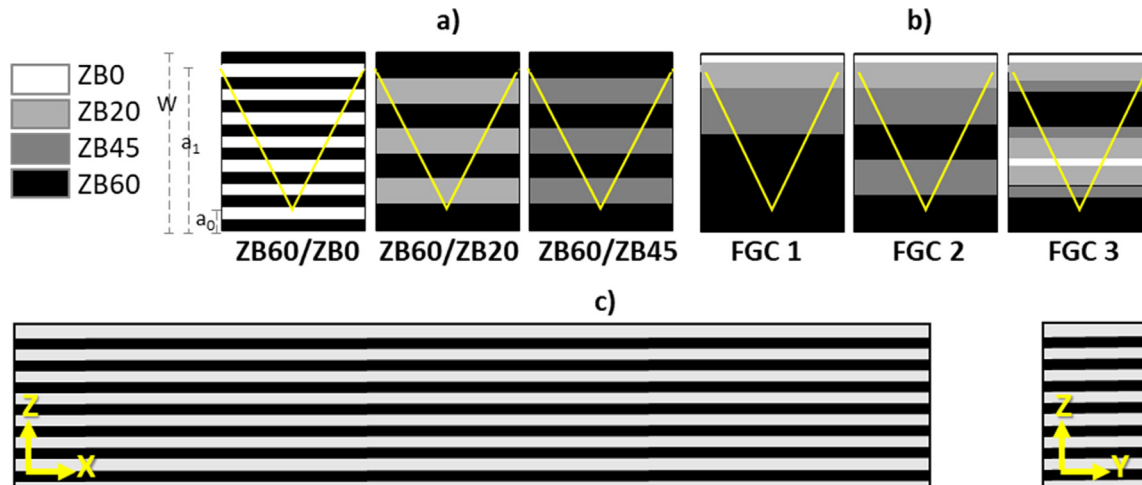 a)
b)
ZB0
ZB20
ZB45
ZB60
W
a1
a0
ZB60/ZB0
ZB60/ZB20
ZB60/ZB45
FGC 1
FGC 2
FGC 3
c)
Z
X
Z
Y